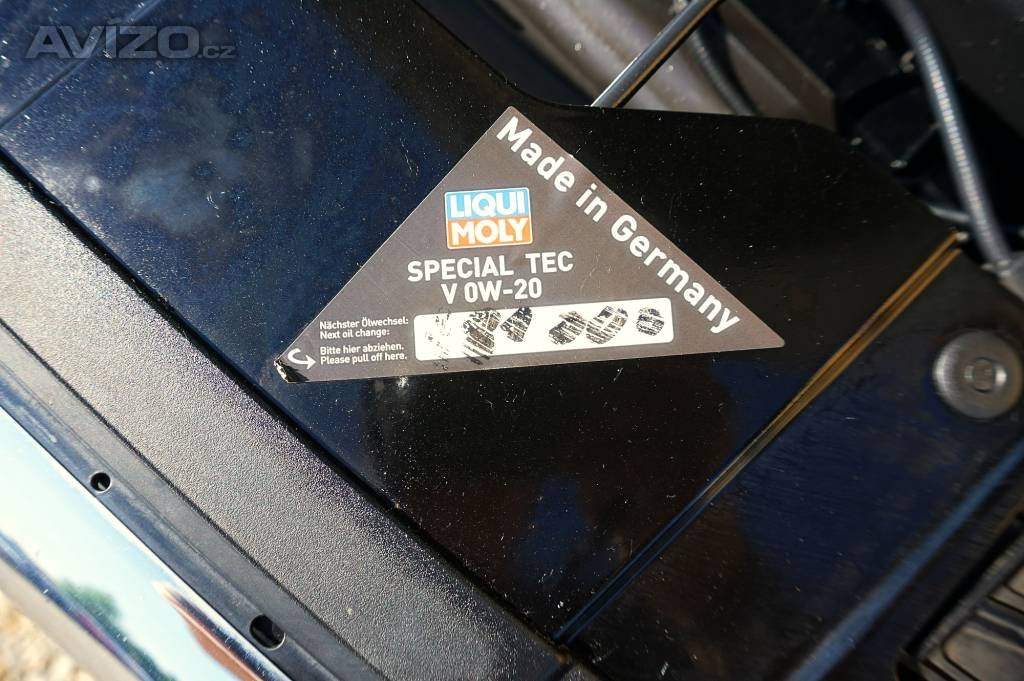 AVIZO.cz
Made in Germany
LIQUI
MOLY
SPECIAL TEC
V 0W-20
Nächster Ölwechsel:
Next oil change:
Bitte hier abziehen.
Please pull off here.